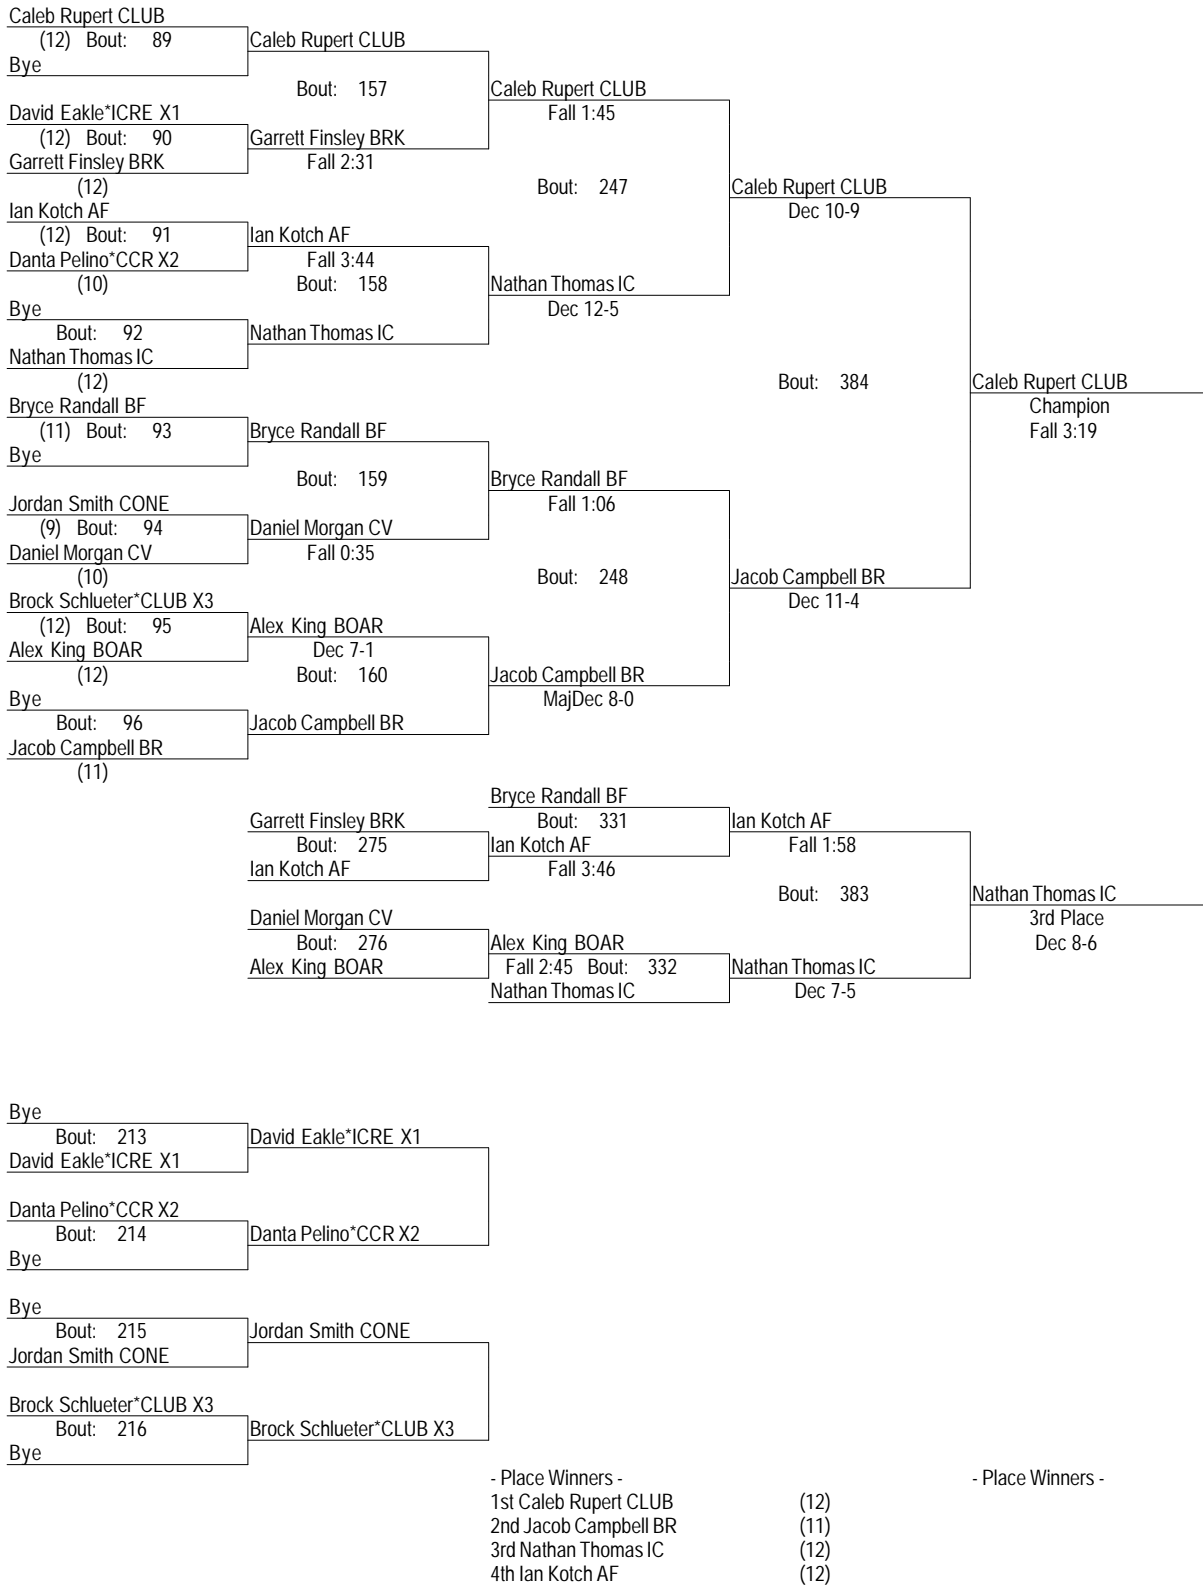 Caleb Rupert CLUB
(12) Bout: 89
Caleb Rupert CLUB
Bye
Bout: 157
Caleb Rupert CLUB
David Eakle*ICRE X1
Fall 1:45
(12) Bout: 90
Garrett Finsley BRK
Garrett Finsley BRK
Fall 2:31
(12)
Bout: 247
Caleb Rupert CLUB
Ian Kotch AF
Dec 10-9
(12) Bout: 91
Ian Kotch AF
Danta Pelino*CCR X2
Fall 3:44
(10)
Bout: 158
Nathan Thomas IC
Bye
Dec 12-5
Bout: 92
Nathan Thomas IC
Nathan Thomas IC
(12)
Bout: 384
Caleb Rupert CLUB
Bryce Randall BF
Champion
(11) Bout: 93
Bryce Randall BF
Fall 3:19
Bye
Bout: 159
Bryce Randall BF
Jordan Smith CONE
Fall 1:06
(9) Bout: 94
Daniel Morgan CV
Daniel Morgan CV
Fall 0:35
(10)
Bout: 248
Jacob Campbell BR
Brock Schlueter*CLUB X3
Dec 11-4
(12) Bout: 95
Alex King BOAR
Alex King BOAR
Dec 7-1
(12)
Bout: 160
Jacob Campbell BR
Bye
MajDec 8-0
Bout: 96
Jacob Campbell BR
Jacob Campbell BR
(11)
Bryce Randall BF
Garrett Finsley BRK
Bout: 331
Ian Kotch AF
Bout: 275
Ian Kotch AF
Fall 1:58
Ian Kotch AF
Fall 3:46
Bout: 383
Nathan Thomas IC
Daniel Morgan CV
3rd Place
Bout: 276
Alex King BOAR
Dec 8-6
Alex King BOAR
Fall 2:45 Bout: 332
Nathan Thomas IC
Nathan Thomas IC
Dec 7-5
Bye
Bout: 213
David Eakle*ICRE X1
David Eakle*ICRE X1
Danta Pelino*CCR X2
Bout: 214
Danta Pelino*CCR X2
Bye
Bye
Bout: 215
Jordan Smith CONE
Jordan Smith CONE
Brock Schlueter*CLUB X3
Bout: 216
Brock Schlueter*CLUB X3
Bye
- Place Winners -
- Place Winners -
1st Caleb Rupert CLUB (12)
2nd Jacob Campbell BR (11)
3rd Nathan Thomas IC (12)
4th Ian Kotch AF (12)